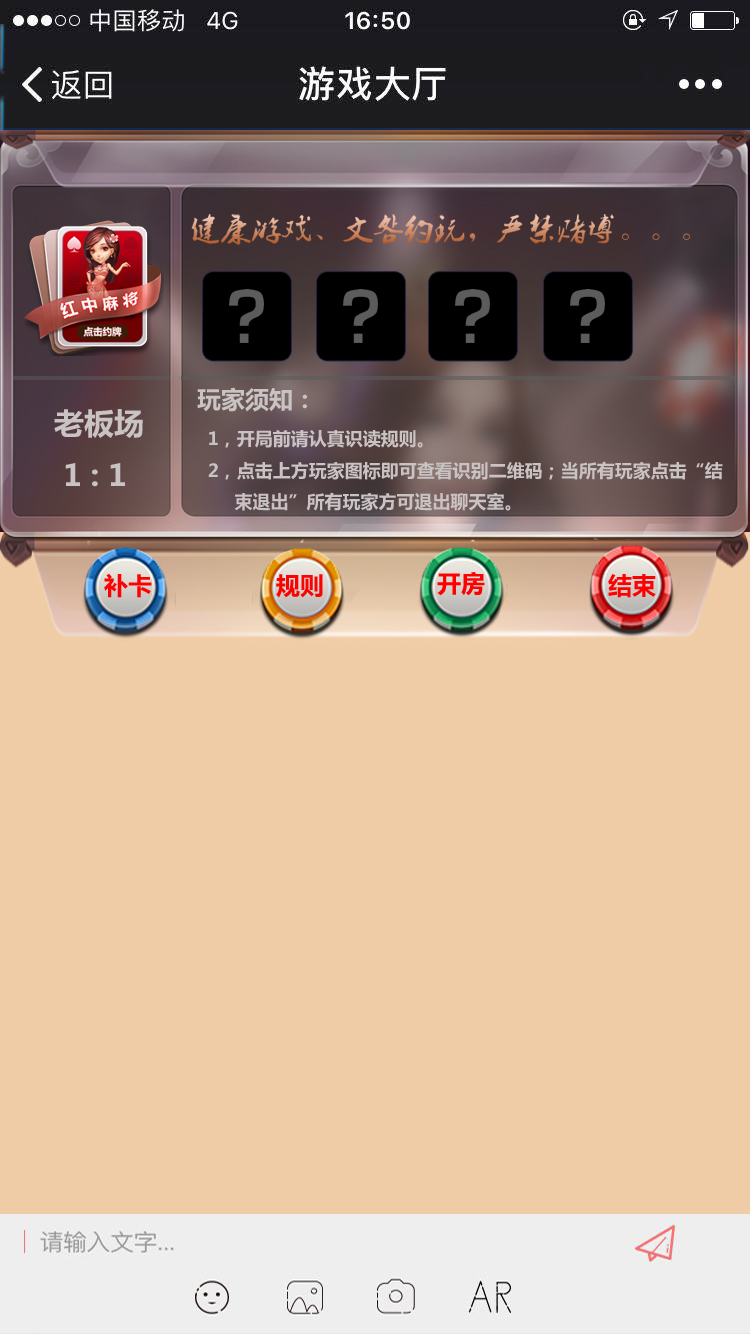 中国移动 4G 16:50
返回 游戏大厅
健康游戏、文咎约玩，严禁赌博。。。
红中麻将
点击约牌
? ? ? ?
老板场
1：1
玩家须知：
1，开局前请认真识读规则。
2，点击上方玩家图标即可查看识别二维码；当所有玩家点击“结
束退出”所有玩家方可退出聊天室。
补卡 规则 开房 结束
请输入文字...
AR